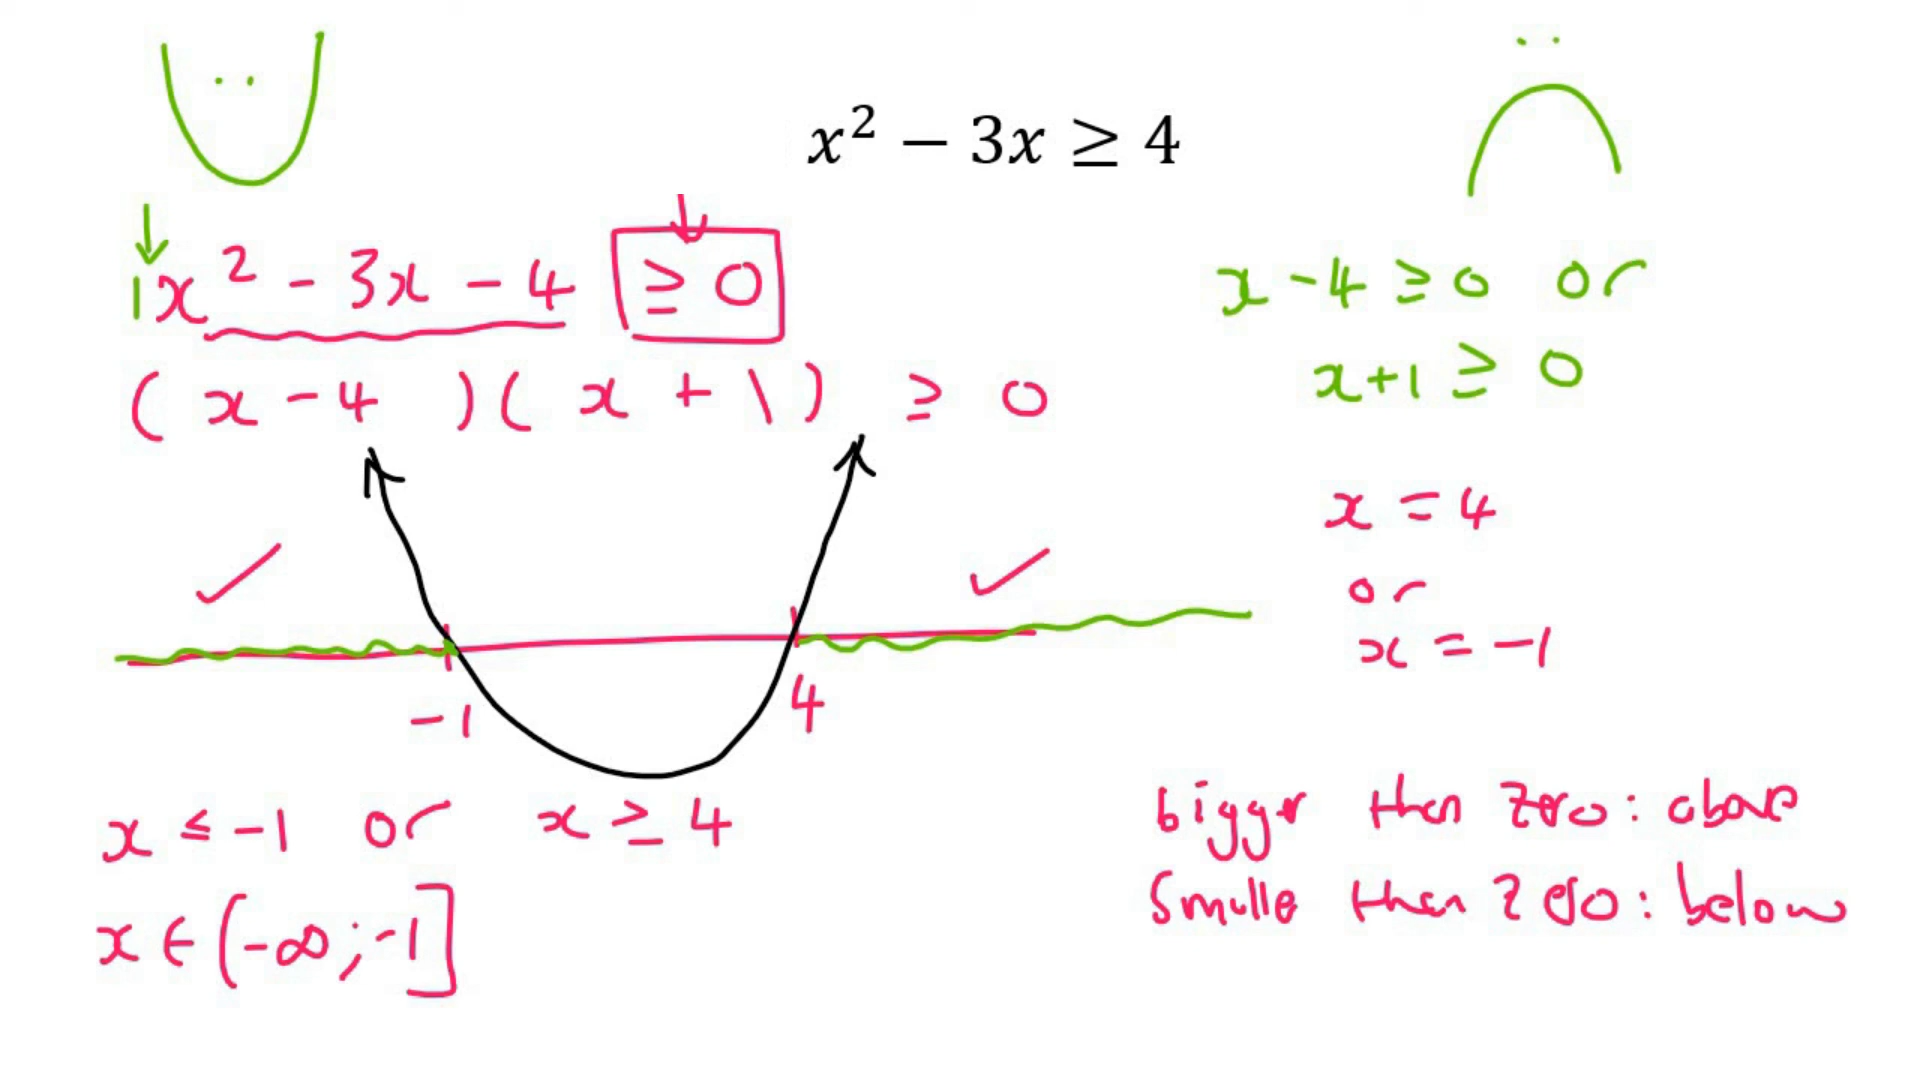 x² − 3x ≥ 4
1x² - 3x - 4 ≥ 0
(x - 4)(x + 1) ≥ 0
x - 4 ≥ 0 or
x + 1 ≥ 0
x = 4
or
x = -1
-1
4
x ≤ -1 or x ≥ 4
x ∈ (-∞; -1]
bigger than zero: above
smaller than zero: below